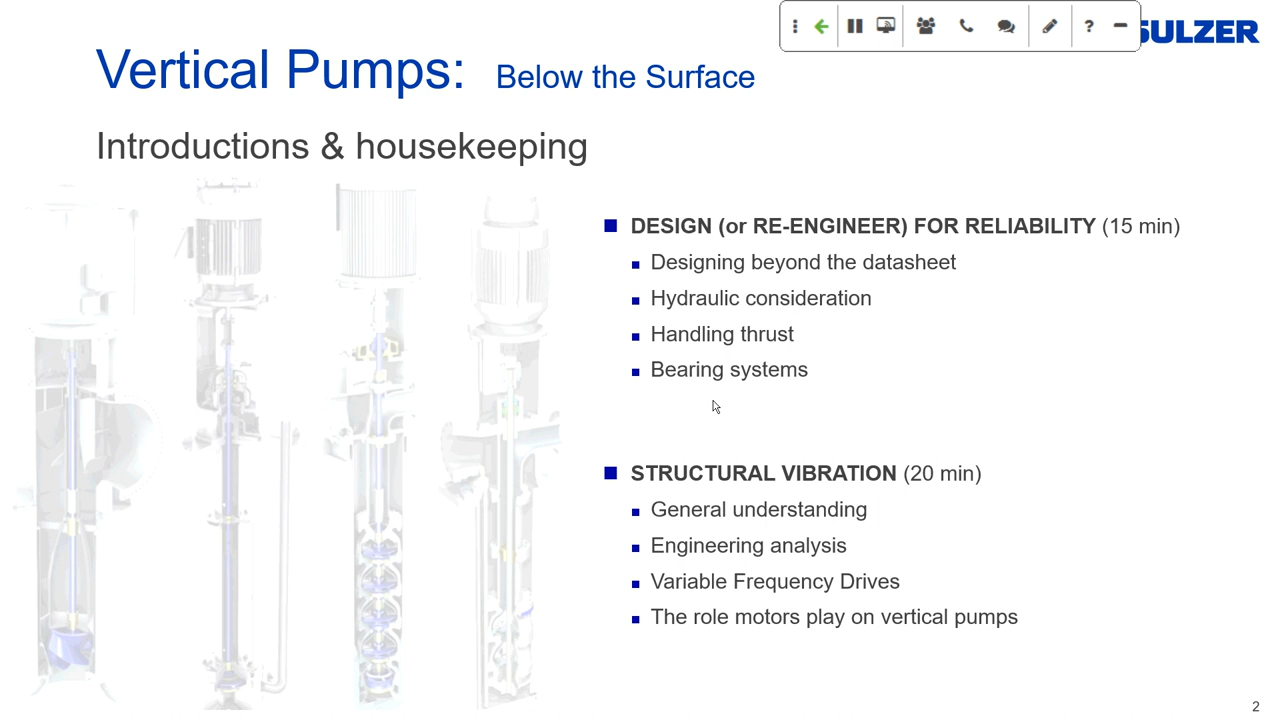 SULZER
Vertical Pumps: Below the Surface
Introductions & housekeeping
DESIGN (or RE-ENGINEER) FOR RELIABILITY (15 min)
Designing beyond the datasheet
Hydraulic consideration
Handling thrust
Bearing systems
STRUCTURAL VIBRATION (20 min)
General understanding
Engineering analysis
Variable Frequency Drives
The role motors play on vertical pumps
2